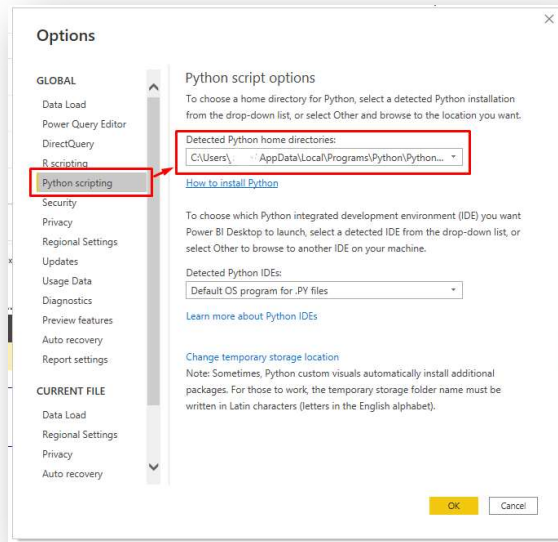 Options
GLOBAL
Data Load
Power Query Editor
DirectQuery
R scripting
Python scripting
Security
Privacy
Regional Settings
Updates
Usage Data
Diagnostics
Preview features
Auto recovery
Report settings
CURRENT FILE
Data Load
Regional Settings
Privacy
Auto recovery
Python script options
To choose a home directory for Python, select a detected Python installation
from the drop-down list, or select Other and browse to the location you want.
Detected Python home directories:
C:\Users\ AppData\Local\Programs\Python\Python...
How to install Python
To choose which Python integrated development environment (IDE) you want
Power BI Desktop to launch, select a detected IDE from the drop-down list, or
select Other to browse to another IDE on your machine.
Detected Python IDEs:
Default OS program for .PY files
Learn more about Python IDEs
Change temporary storage location
Note: Sometimes, Python custom visuals automatically install additional
packages. For those to work, the temporary storage folder name must be
written in Latin characters (letters in the English alphabet).
OK
Cancel